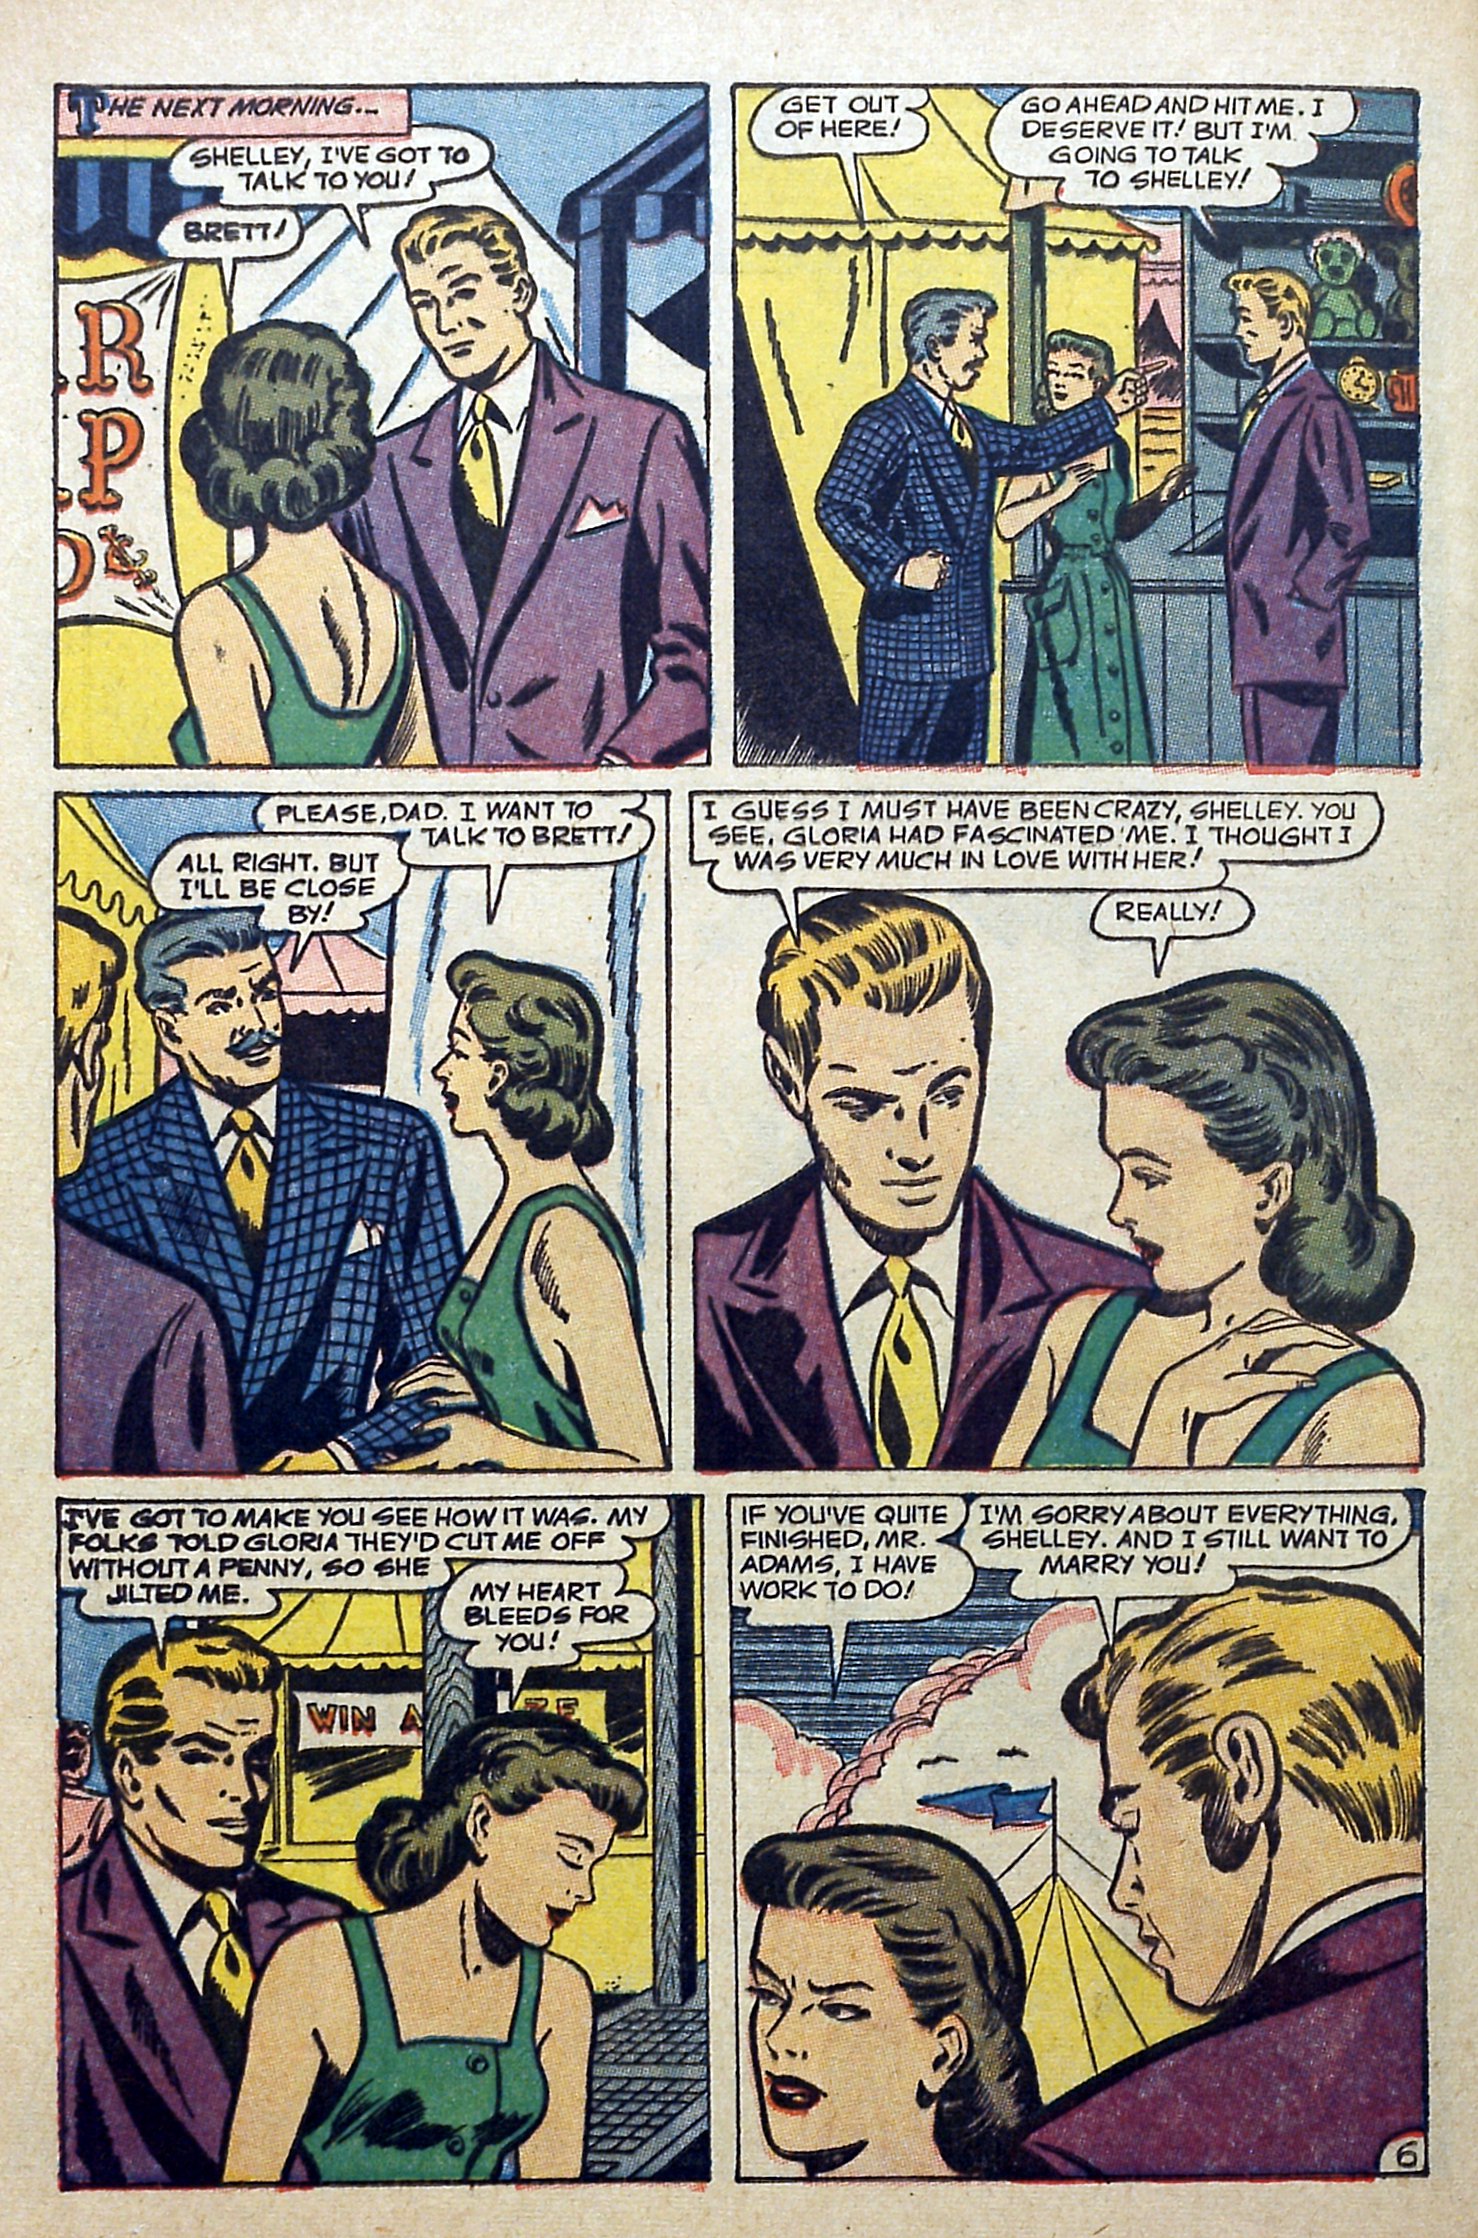 THE NEXT MORNING...
SHELLEY, I'VE GOT TO
TALK TO YOU!
BRETT!
R
P
GET OUT
OF HERE!
GO AHEAD AND HIT ME. I
DESERVE IT! BUT I'M
GOING TO TALK
TO SHELLEY!
PLEASE, DAD. I WANT TO
TALK TO BRETT!
ALL RIGHT. BUT
I'LL BE CLOSE
BY!
I GUESS I MUST HAVE BEEN CRAZY, SHELLEY. YOU
SEE, GLORIA HAD FASCINATED ME. I THOUGHT I
WAS VERY MUCH IN LOVE WITH HER!
REALLY!
I'VE GOT TO MAKE YOU SEE HOW IT WAS. MY
FOLKS TOLD GLORIA THEY'D CUT ME OFF
WITHOUT A PENNY, SO SHE
JILTED ME.
MY HEART
BLEEDS FOR
YOU!
WIN A
IF YOU'VE QUITE
FINISHED, MR.
ADAMS, I HAVE
WORK TO DO!
I'M SORRY ABOUT EVERYTHING,
SHELLEY. AND I STILL WANT TO
MARRY YOU!
6